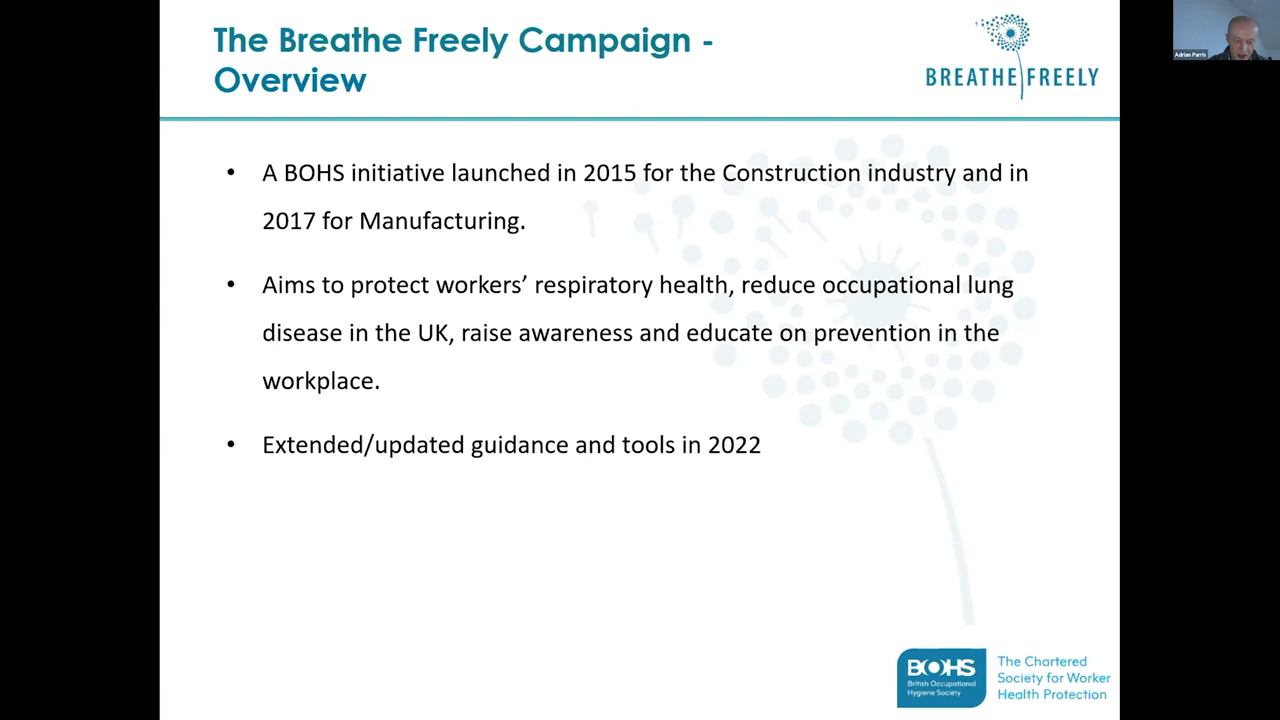 The Breathe Freely Campaign -
Overview
BREATHE FREELY
Adrian Parris
• A BOHS initiative launched in 2015 for the Construction industry and in
2017 for Manufacturing.
• Aims to protect workers’ respiratory health, reduce occupational lung
disease in the UK, raise awareness and educate on prevention in the
workplace.
• Extended/updated guidance and tools in 2022
BOHS
British Occupational
Hygiene Society
The Chartered
Society for Worker
Health Protection